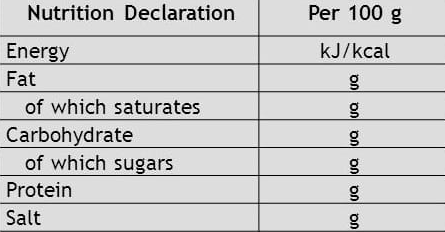 Nutrition Declaration Per 100 g
Energy kJ/kcal
Fat g
of which saturates g
Carbohydrate g
of which sugars g
Protein g
Salt g